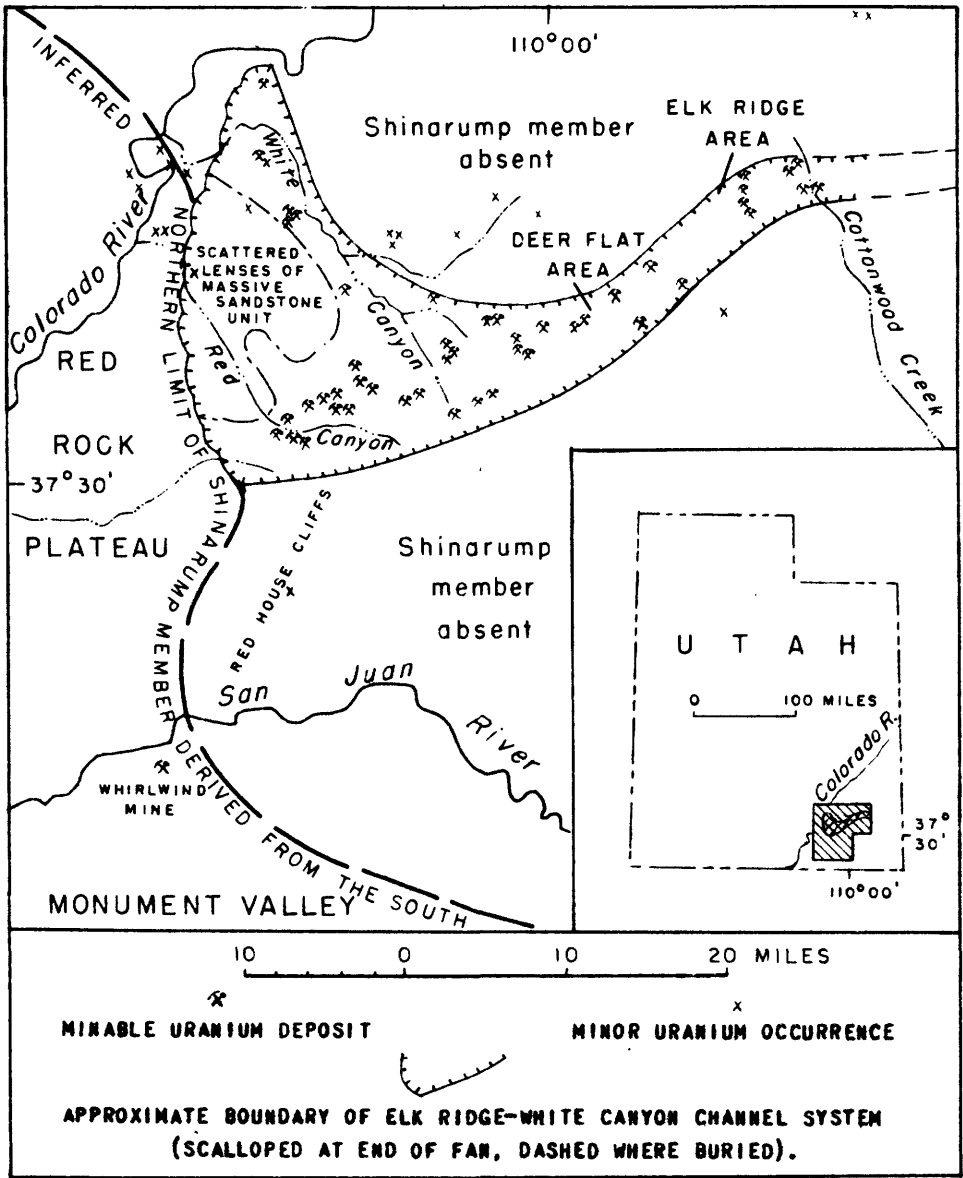 110°00'
INFERRED NORTHERN LIMIT OF SHINARUMP MEMBER DERIVED FROM THE SOUTH
Shinarump member
absent
ELK RIDGE
AREA
White
Canyon
Colorado River
SCATTERED
LENSES OF
MASSIVE
SANDSTONE
UNIT
DEER FLAT
AREA
Cottonwood Creek
Red
Canyon
RED
ROCK
PLATEAU
37°30'
RED HOUSE CLIFFS
Shinarump
member
absent
San Juan River
WHIRLWIND
MINE
MONUMENT VALLEY
UTAH
0 100 MILES
Colorado R.
37°
30'
110°00'
10 0 10 20 MILES
MINABLE URANIUM DEPOSIT
MINOR URANIUM OCCURRENCE
APPROXIMATE BOUNDARY OF ELK RIDGE-WHITE CANYON CHANNEL SYSTEM
(SCALLOPED AT END OF FAN, DASHED WHERE BURIED).